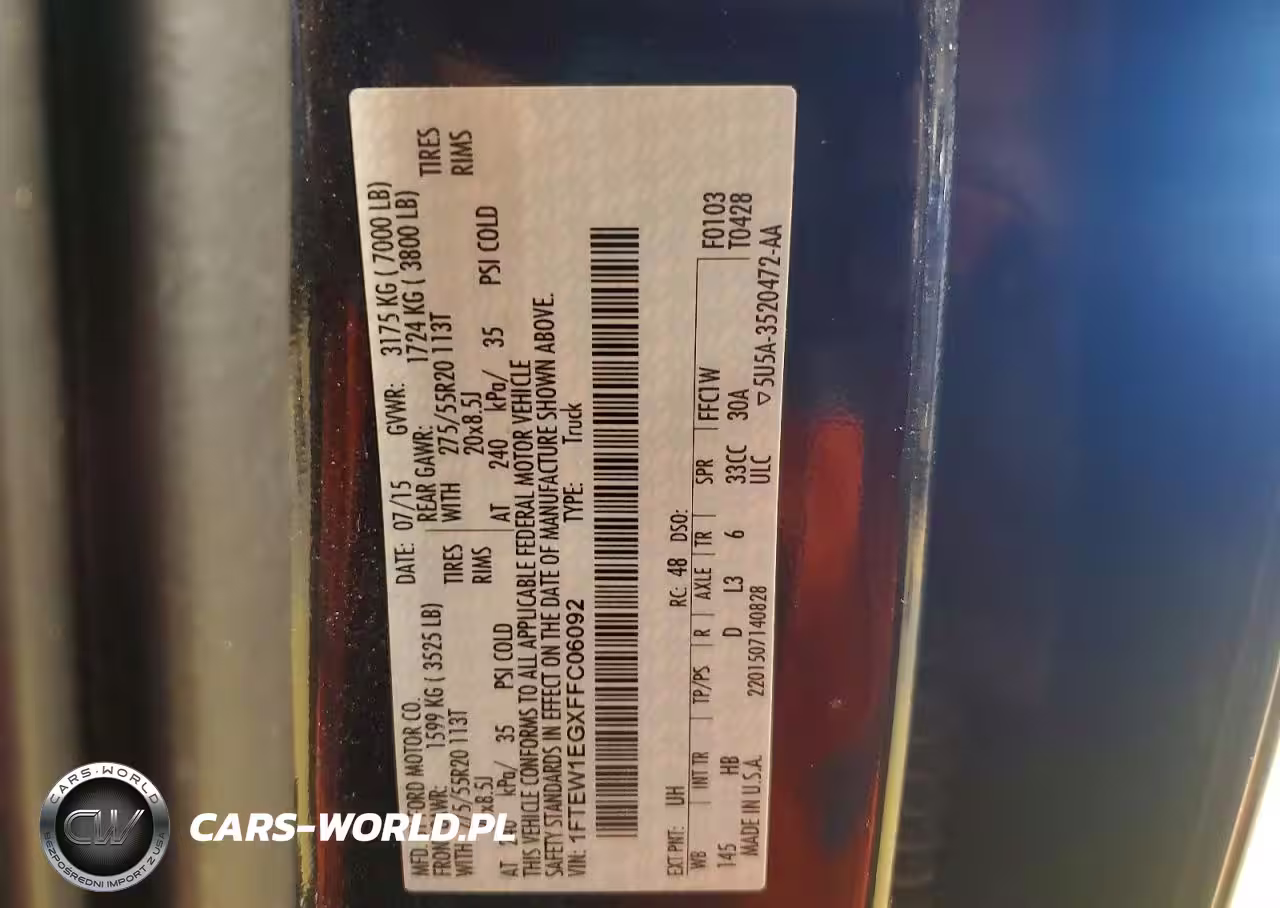 MFD. BY FORD MOTOR CO. DATE: 07/15 GVWR: 3175 KG ( 7000 LB)
FRONT GAWR: 1599 KG ( 3525 LB) REAR GAWR: 1724 KG ( 3800 LB)
WITH 275/55R20 113T TIRES WITH 275/55R20 113T TIRES
20x8.5J RIMS 20x8.5J RIMS
AT 240 kPa/ 35 PSI COLD AT 240 kPa/ 35 PSI COLD
THIS VEHICLE CONFORMS TO ALL APPLICABLE FEDERAL MOTOR VEHICLE
SAFETY STANDARDS IN EFFECT ON THE DATE OF MANUFACTURE SHOWN ABOVE.
VIN: 1FTEW1EGXFFC06092 TYPE: Truck
EXT PNT: UH RC: 48 DSO: F0103
WB INT TR TP/PS R AXLE TR SPR FFC1W T0428
145 HB D L3 6 33CC 30A
MADE IN U.S.A. 2201507140828 ULC ▽5U5A-3520472-AA
CARS-WORLD
CW
BEZPOŚREDNI IMPORT Z USA
CARS-WORLD.PL